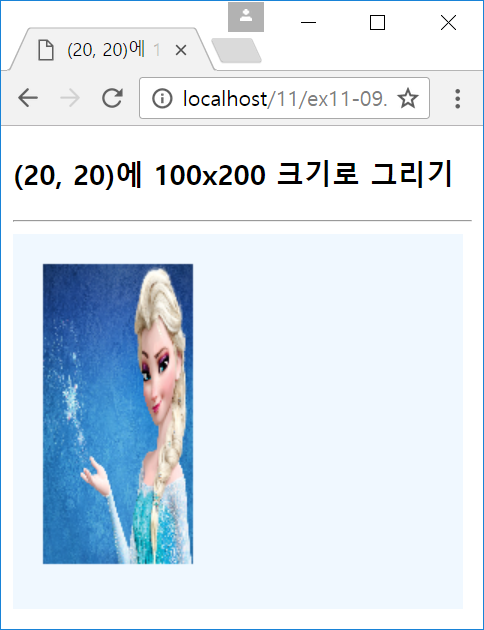 (20, 20)에 1
localhost/11/ex11-09.
(20, 20)에 100x200 크기로 그리기